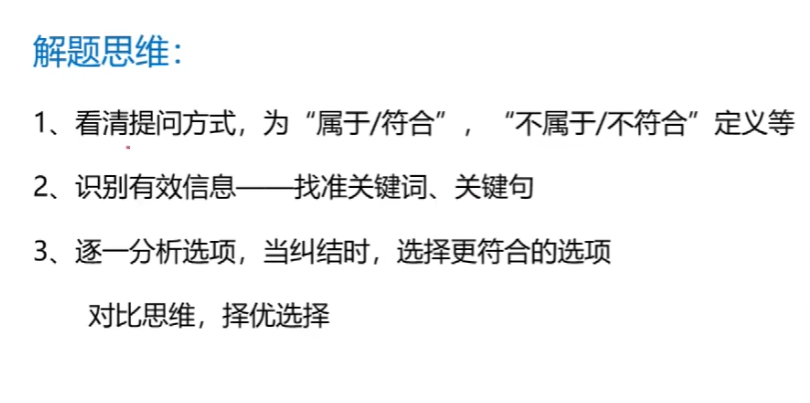 解题思维：
1、看清提问方式，为“属于/符合”，“不属于/不符合”定义等
2、识别有效信息——找准关键词、关键句
3、逐一分析选项，当纠结时，选择更符合的选项
对比思维，择优选择